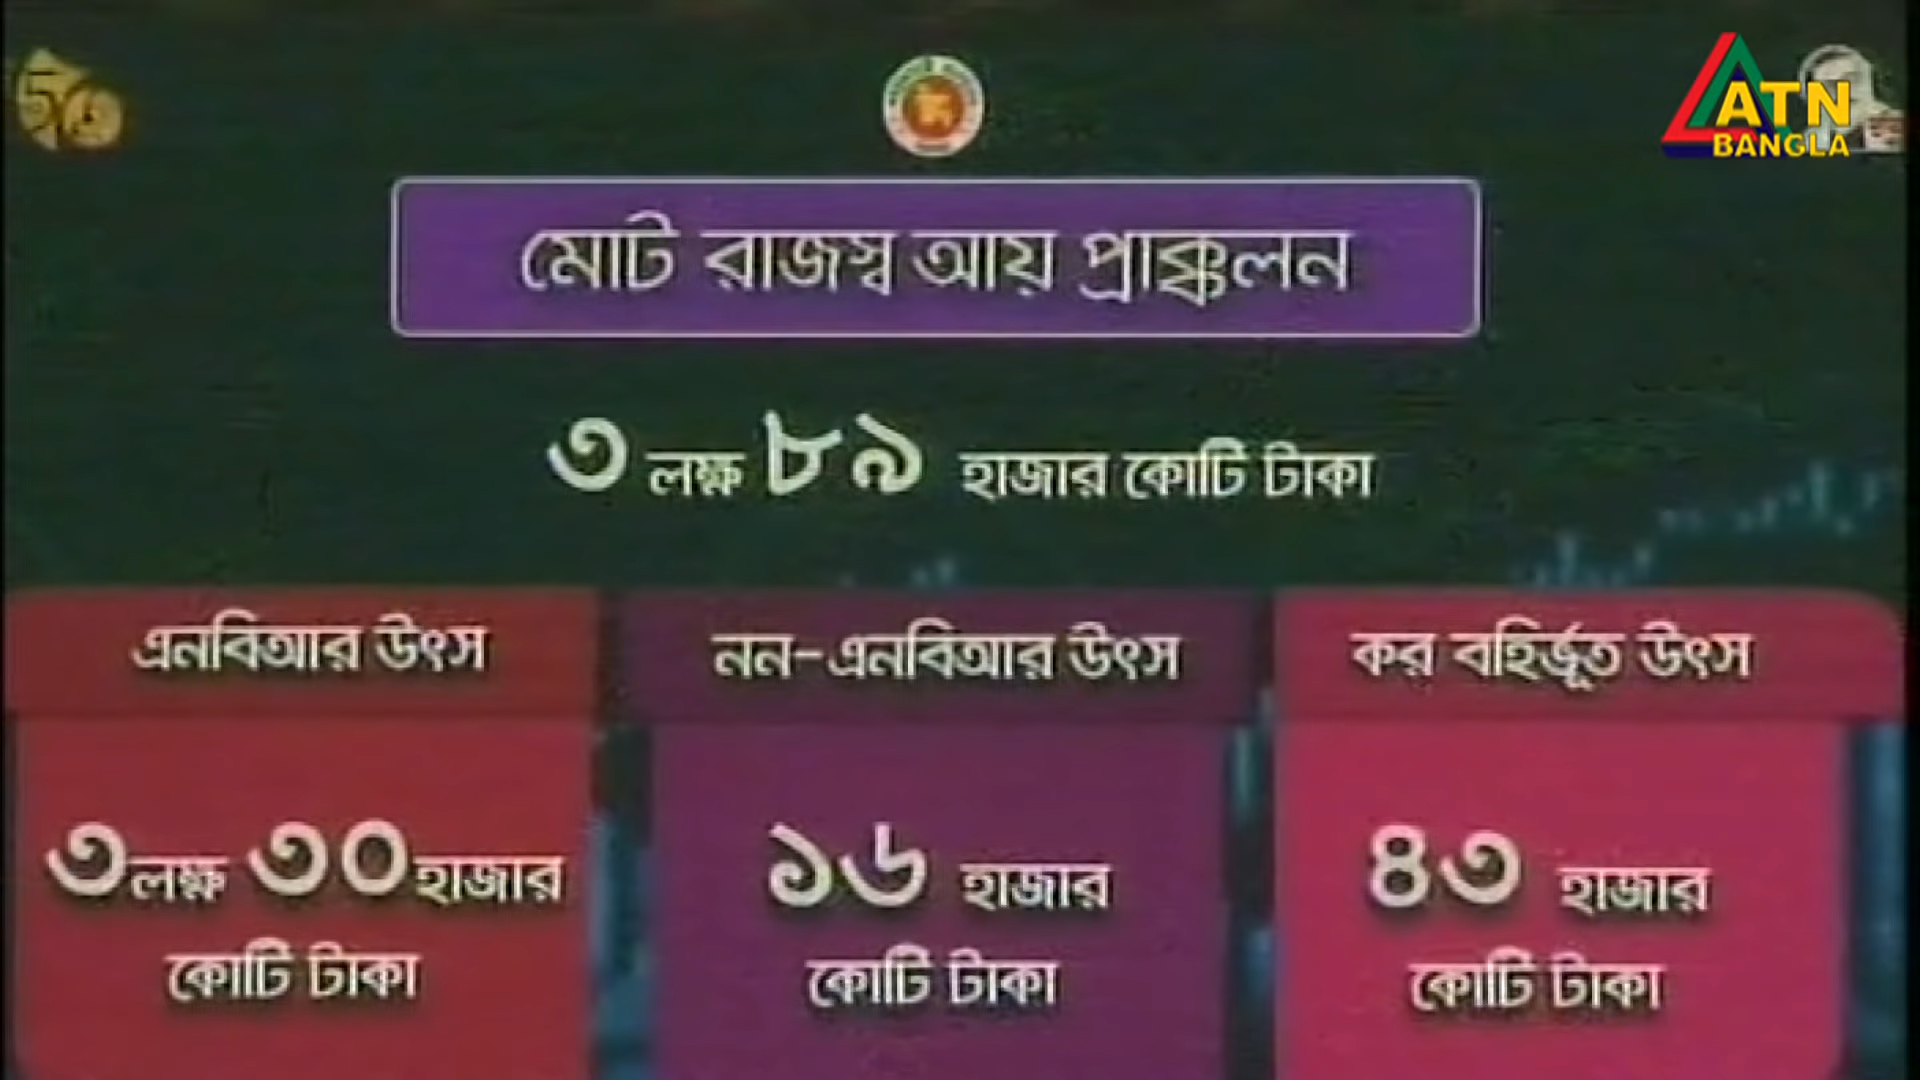 ATN
BANGLA
মোট রাজস্ব আয় প্রাক্কলন
৩ লক্ষ ৮৯ হাজার কোটি টাকা
এনবিআর উৎস
৩ লক্ষ ৩০ হাজার
কোটি টাকা
নন-এনবিআর উৎস
১৬ হাজার
কোটি টাকা
কর বহির্ভূত উৎস
৪৩ হাজার
কোটি টাকা